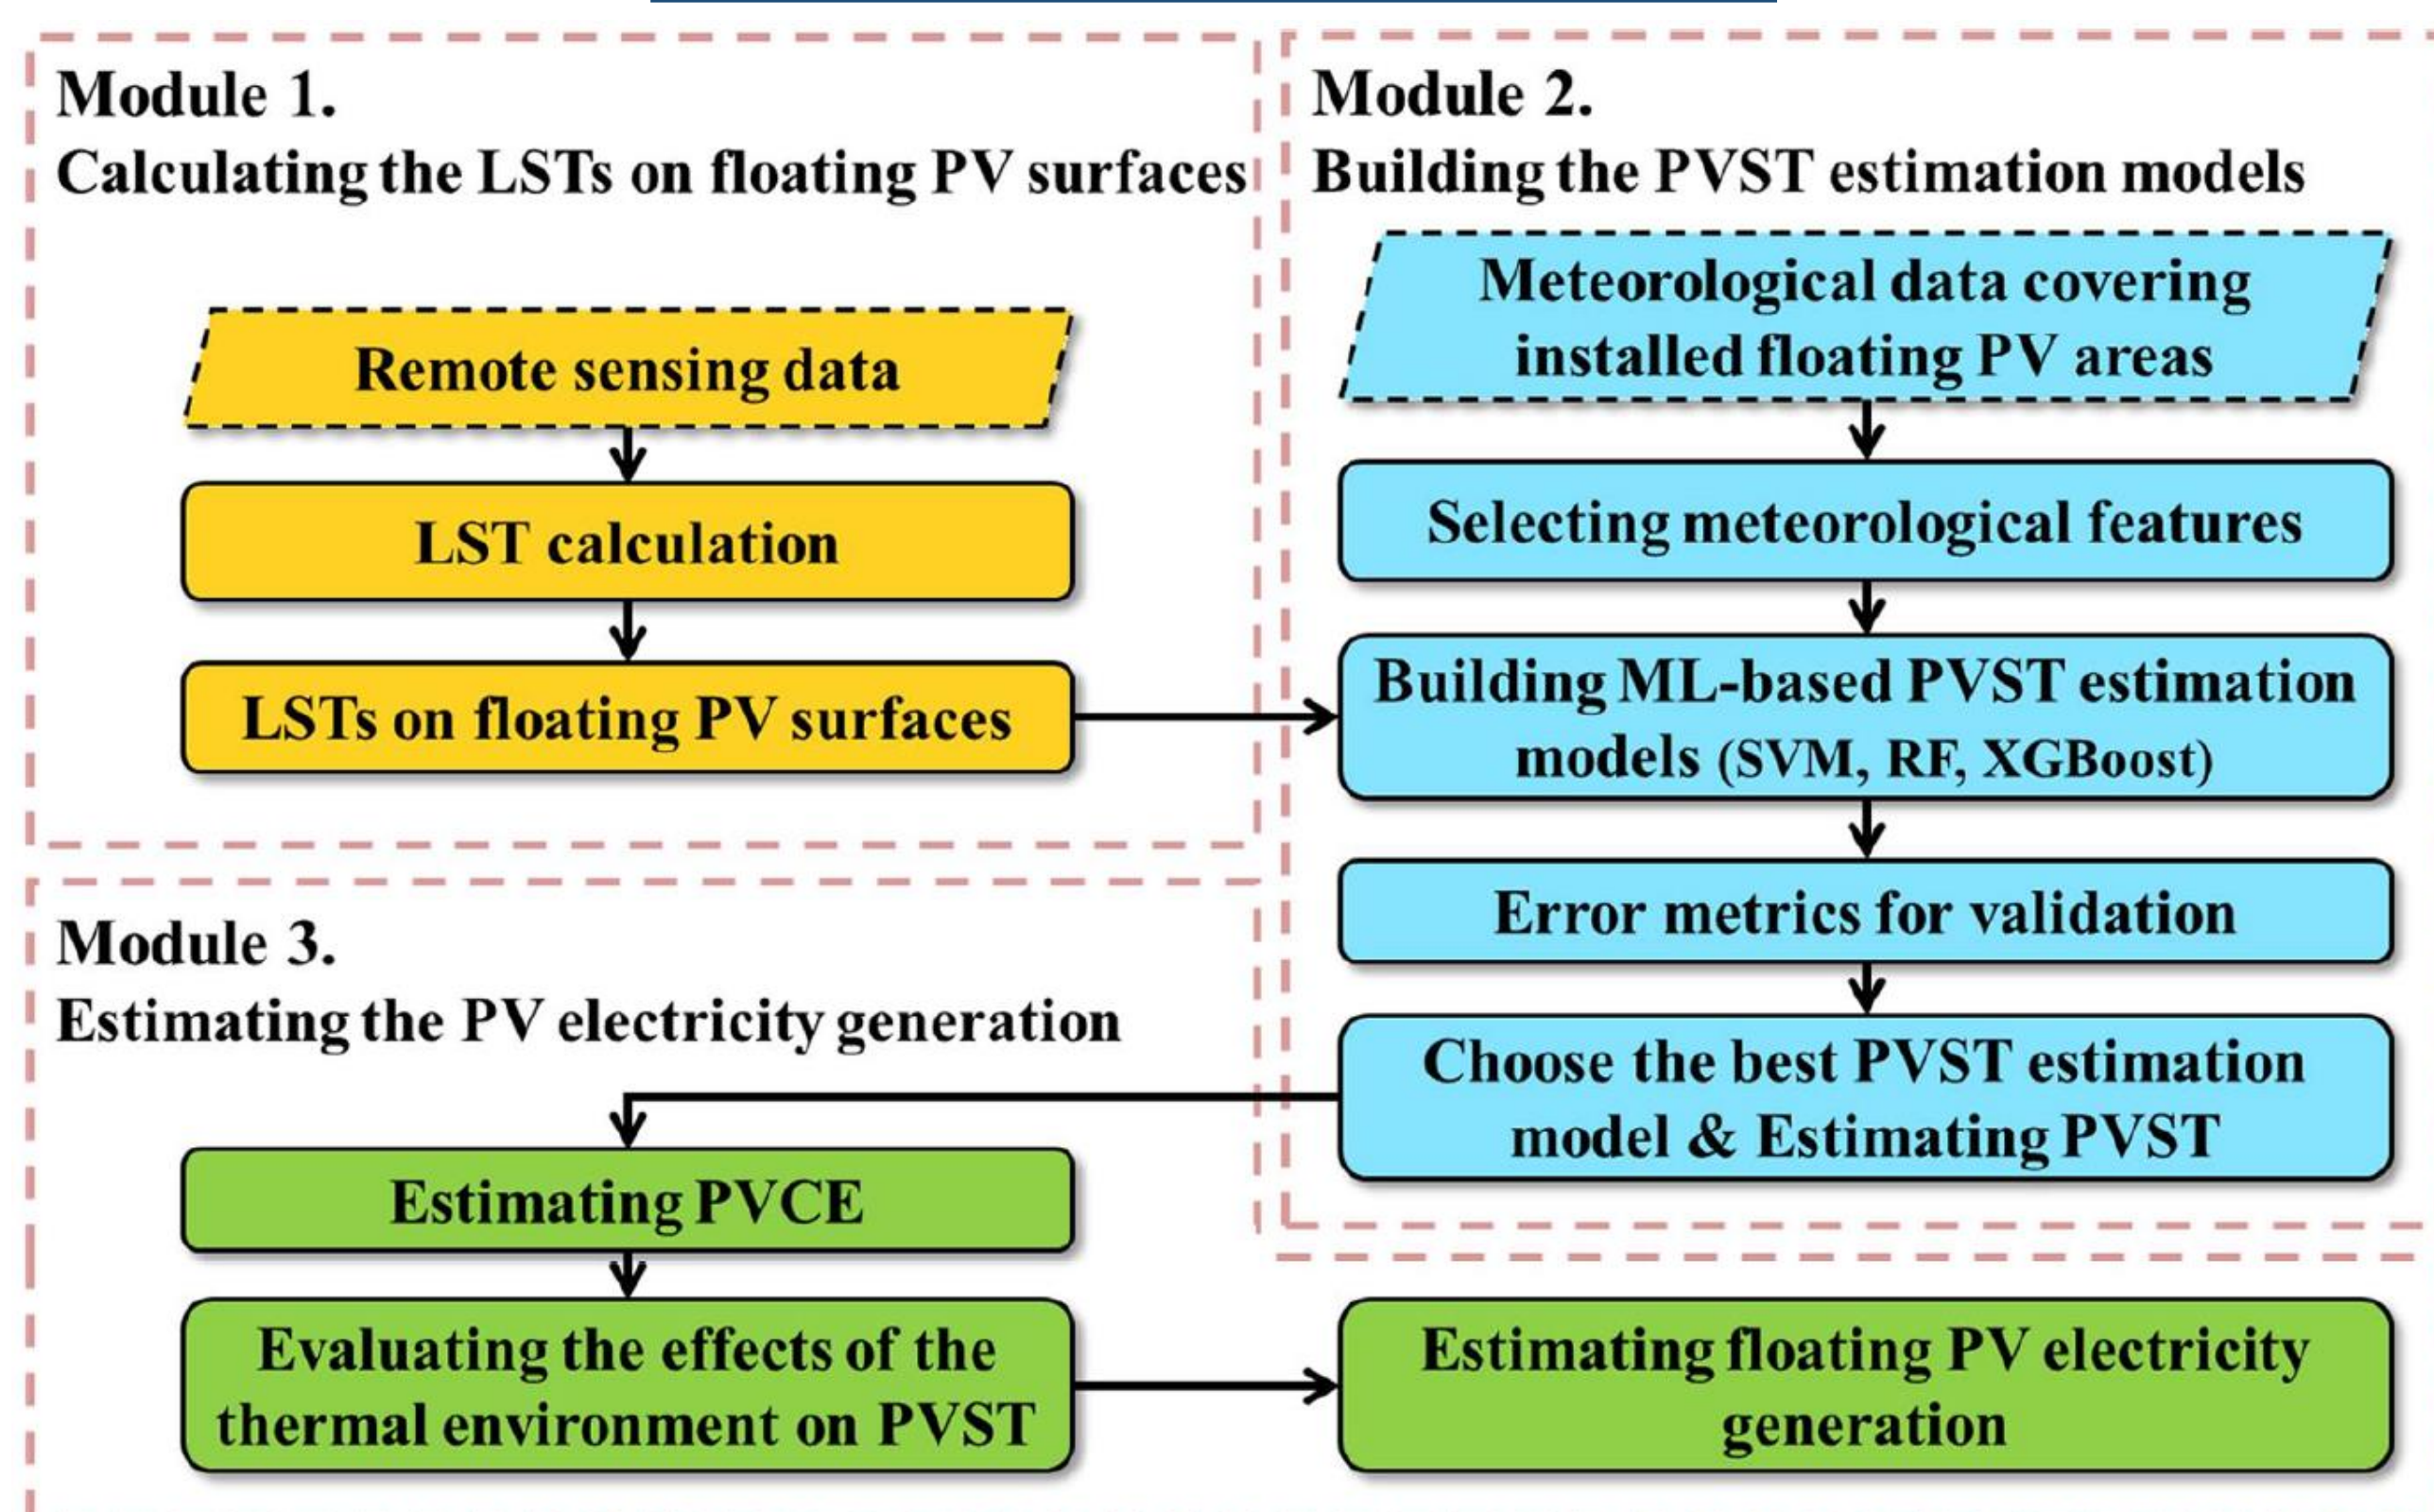 Module 1.
Calculating the LSTs on floating PV surfaces
Remote sensing data
LST calculation
LSTs on floating PV surfaces
Module 2.
Building the PVST estimation models
Meteorological data covering
installed floating PV areas
Selecting meteorological features
Building ML-based PVST estimation
models (SVM, RF, XGBoost)
Error metrics for validation
Choose the best PVST estimation
model & Estimating PVST
Module 3.
Estimating the PV electricity generation
Estimating PVCE
Evaluating the effects of the
thermal environment on PVST
Estimating floating PV electricity
generation